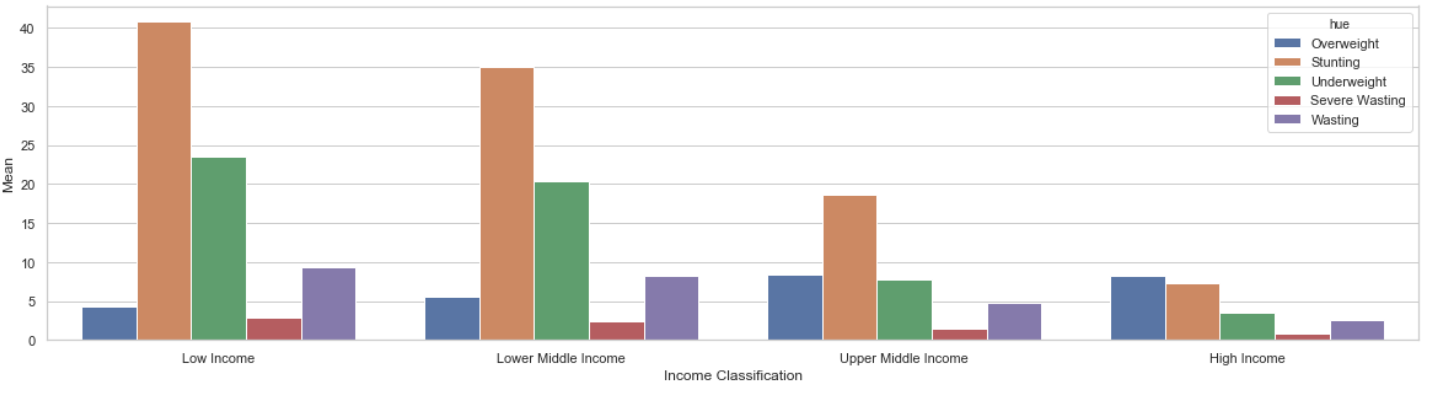 40
35
30
25
20
15
10
5
0
Mean
Low Income
Lower Middle Income
Upper Middle Income
High Income
Income Classification
hue
Overweight
Stunting
Underweight
Severe Wasting
Wasting